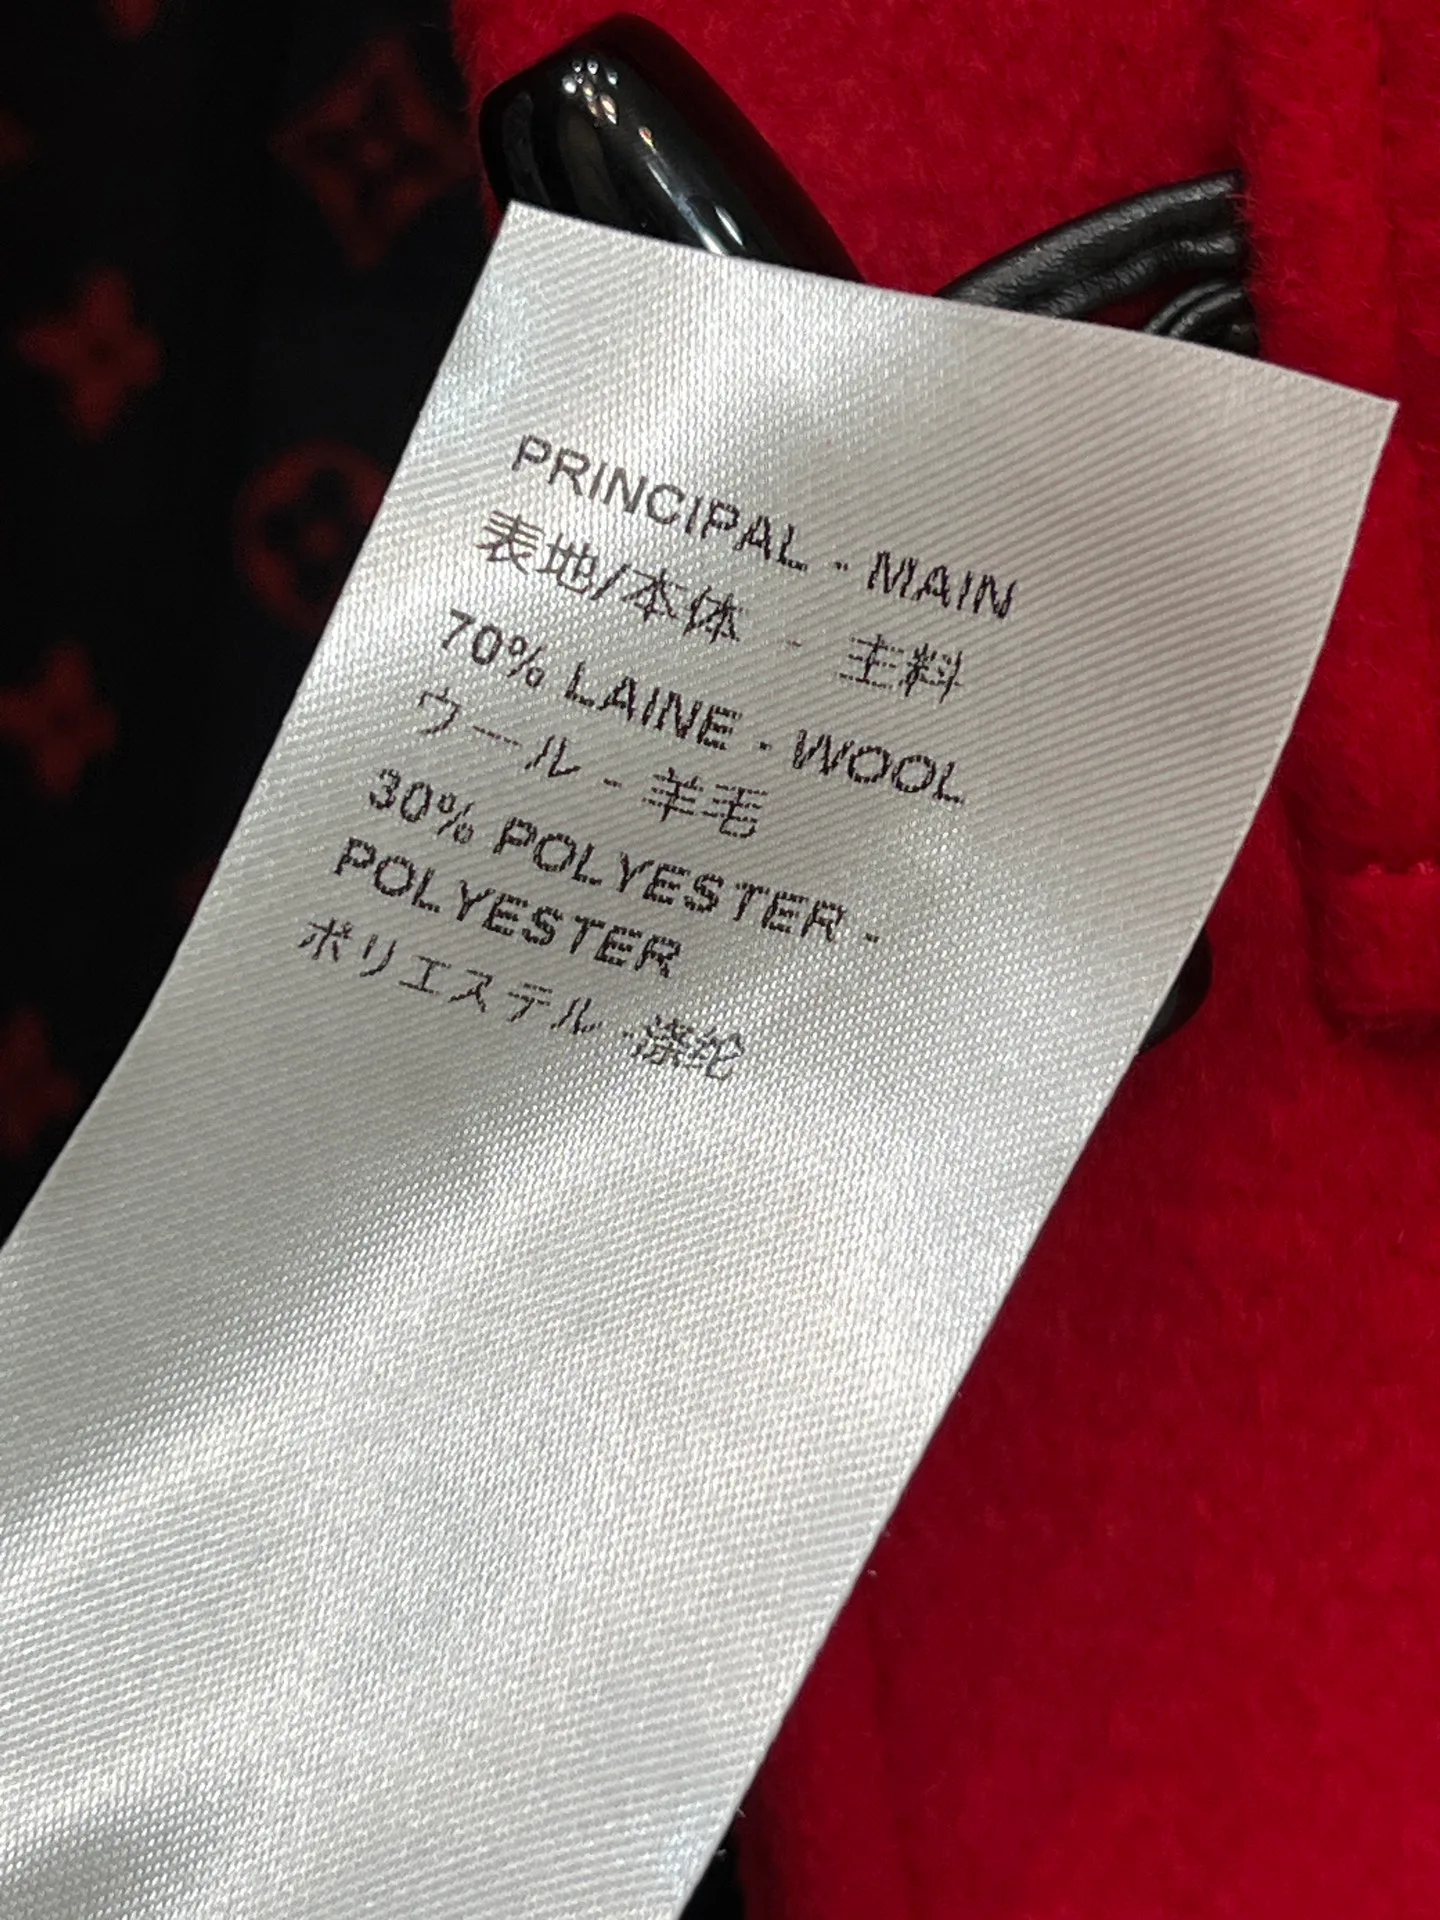 PRINCIPAL - MAIN
表地/本体 - 主料
70% LAINE - WOOL
ウール - 羊毛
30% POLYESTER -
POLYESTER
ポリエステル -涤纶